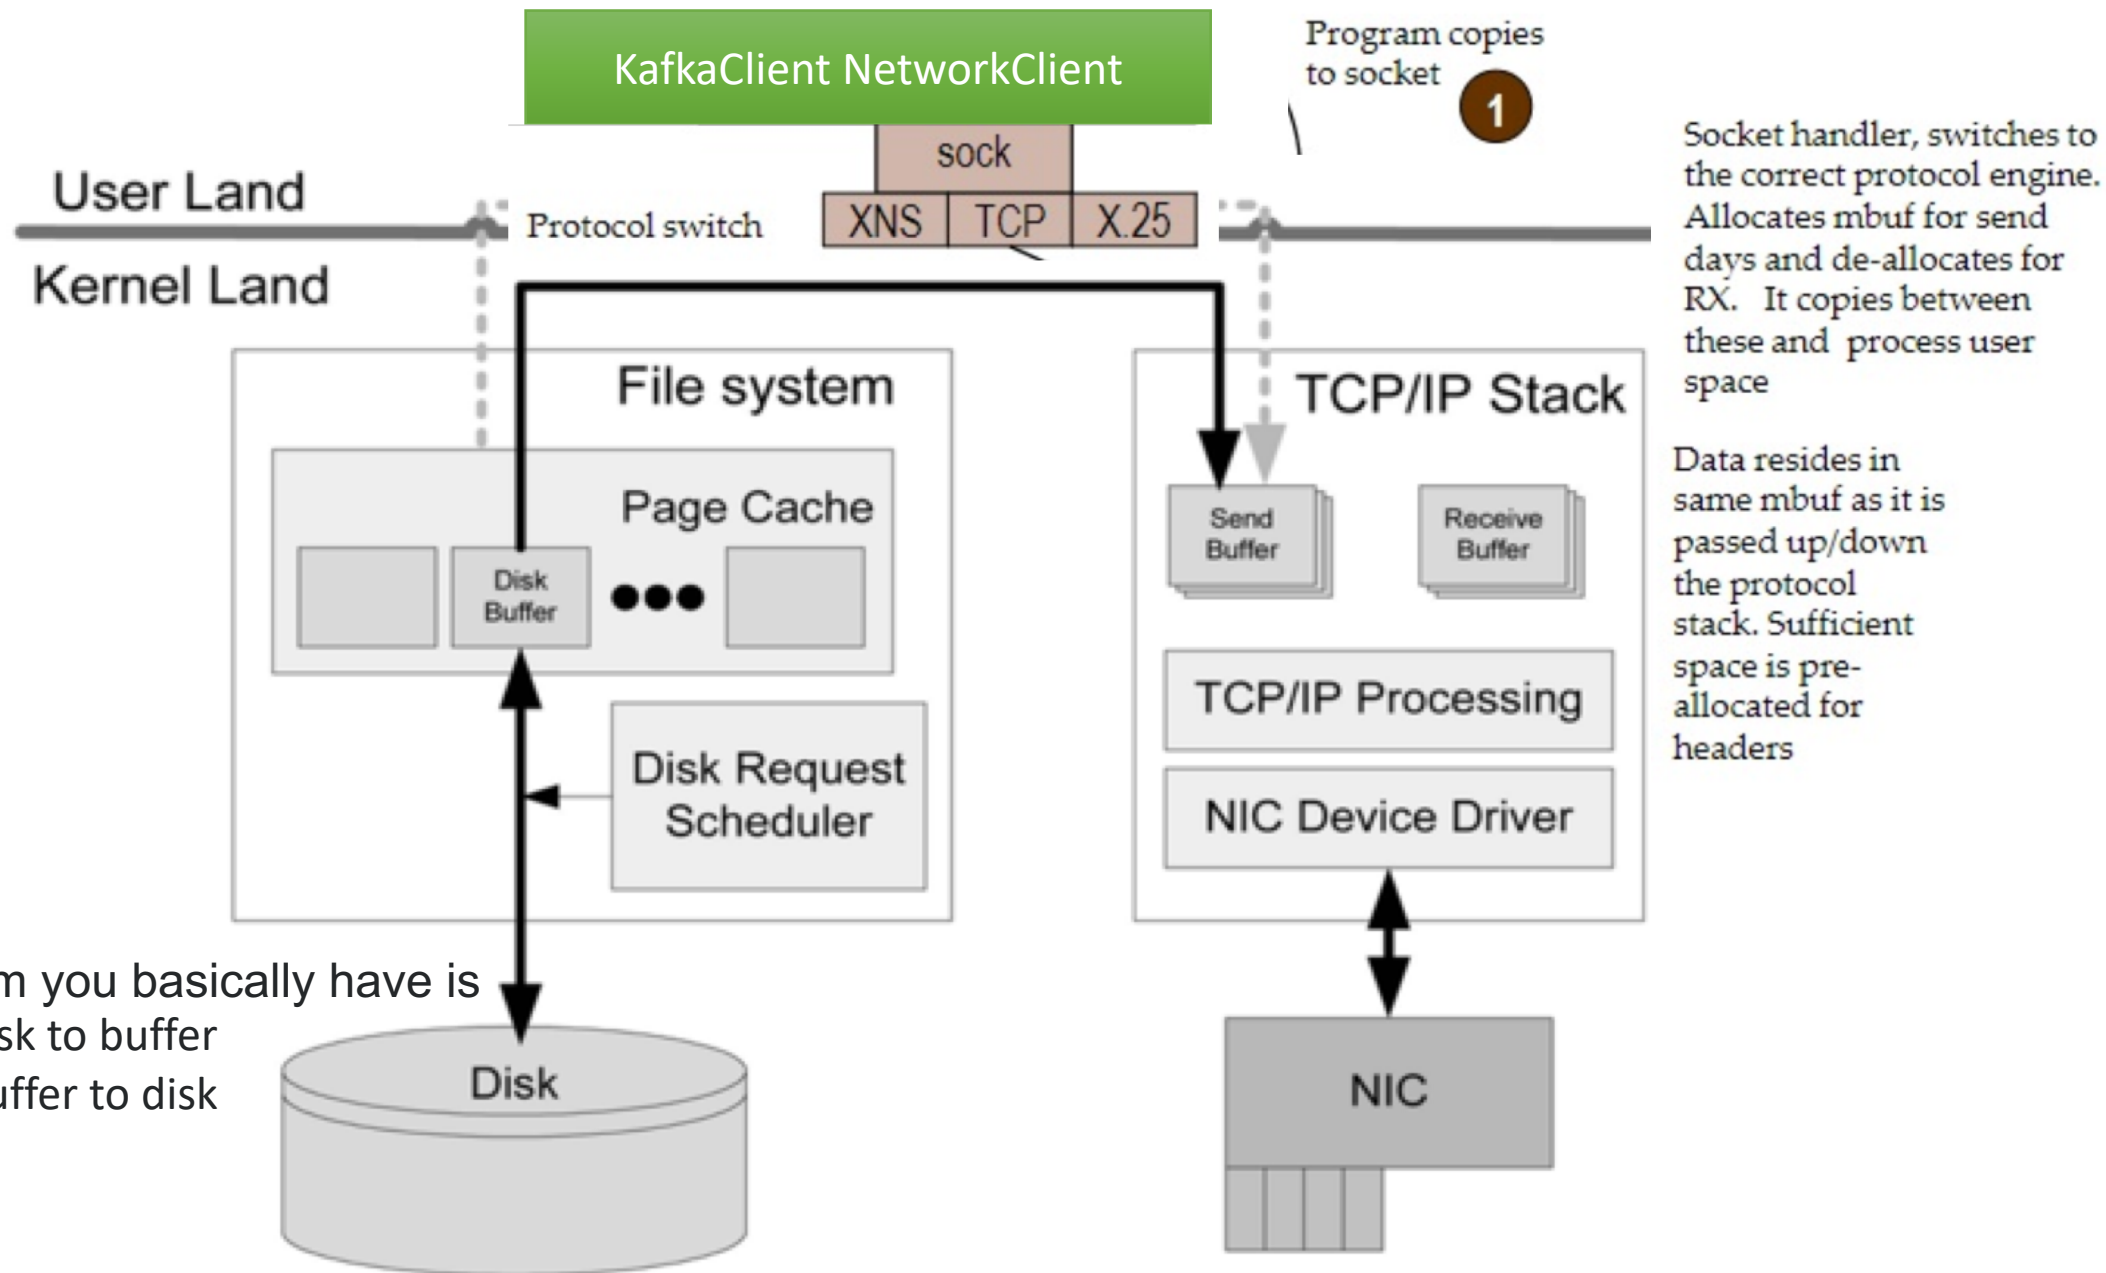 KafkaClient NetworkClient
Program copies
to socket
1
sock
User Land
Protocol switch
XNS
TCP
X.25
Kernel Land
Socket handler, switches to
the correct protocol engine.
Allocates mbuf for send
days and de-allocates for
RX. It copies between
these and process user
space
File system
Page Cache
Disk
Buffer
Disk Request
Scheduler
TCP/IP Stack
Send
Buffer
Receive
Buffer
TCP/IP Processing
NIC Device Driver
Data resides in
same mbuf as it is
passed up/down
the protocol
stack. Sufficient
space is pre-
allocated for
headers
you basically have is
to buffer
to disk
Disk
NIC